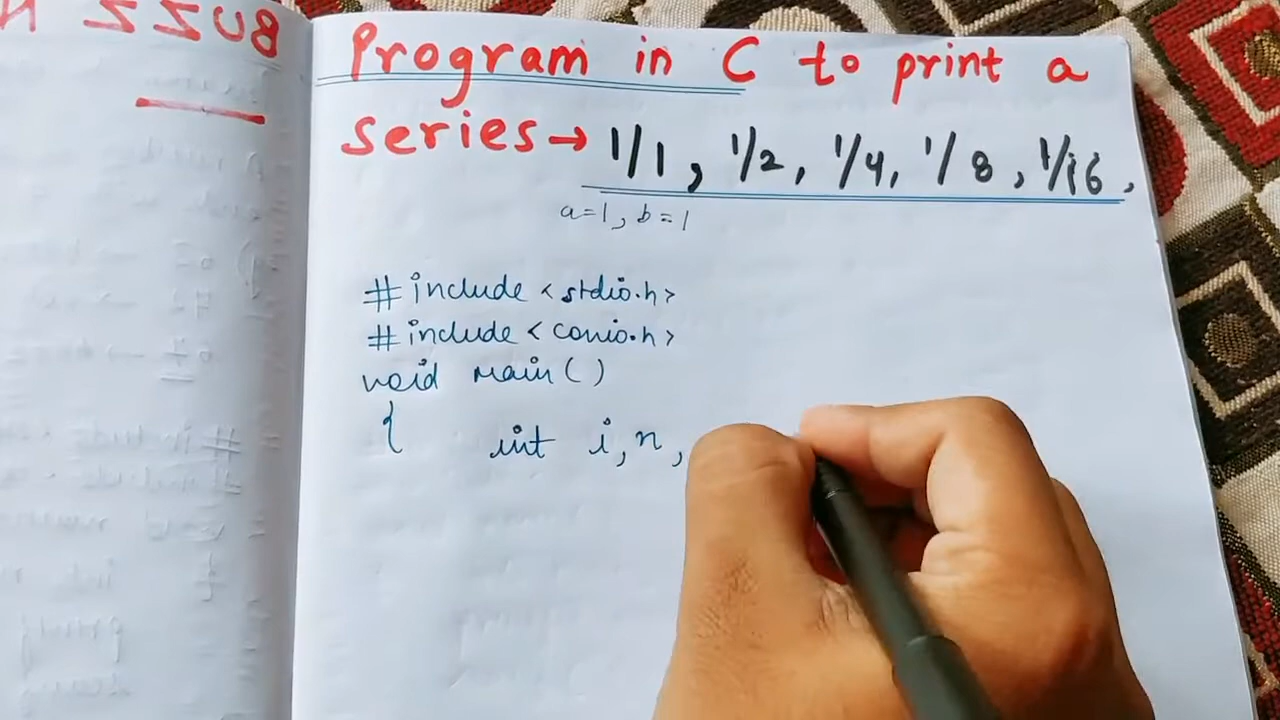 BUZZ
Program in C to print a
series→ 1/1, 1/2, 1/4, 1/8, 1/16,
a=1, b=1
#include <stdio.h>
#include <conio.h>
void main()
{ int i, n,